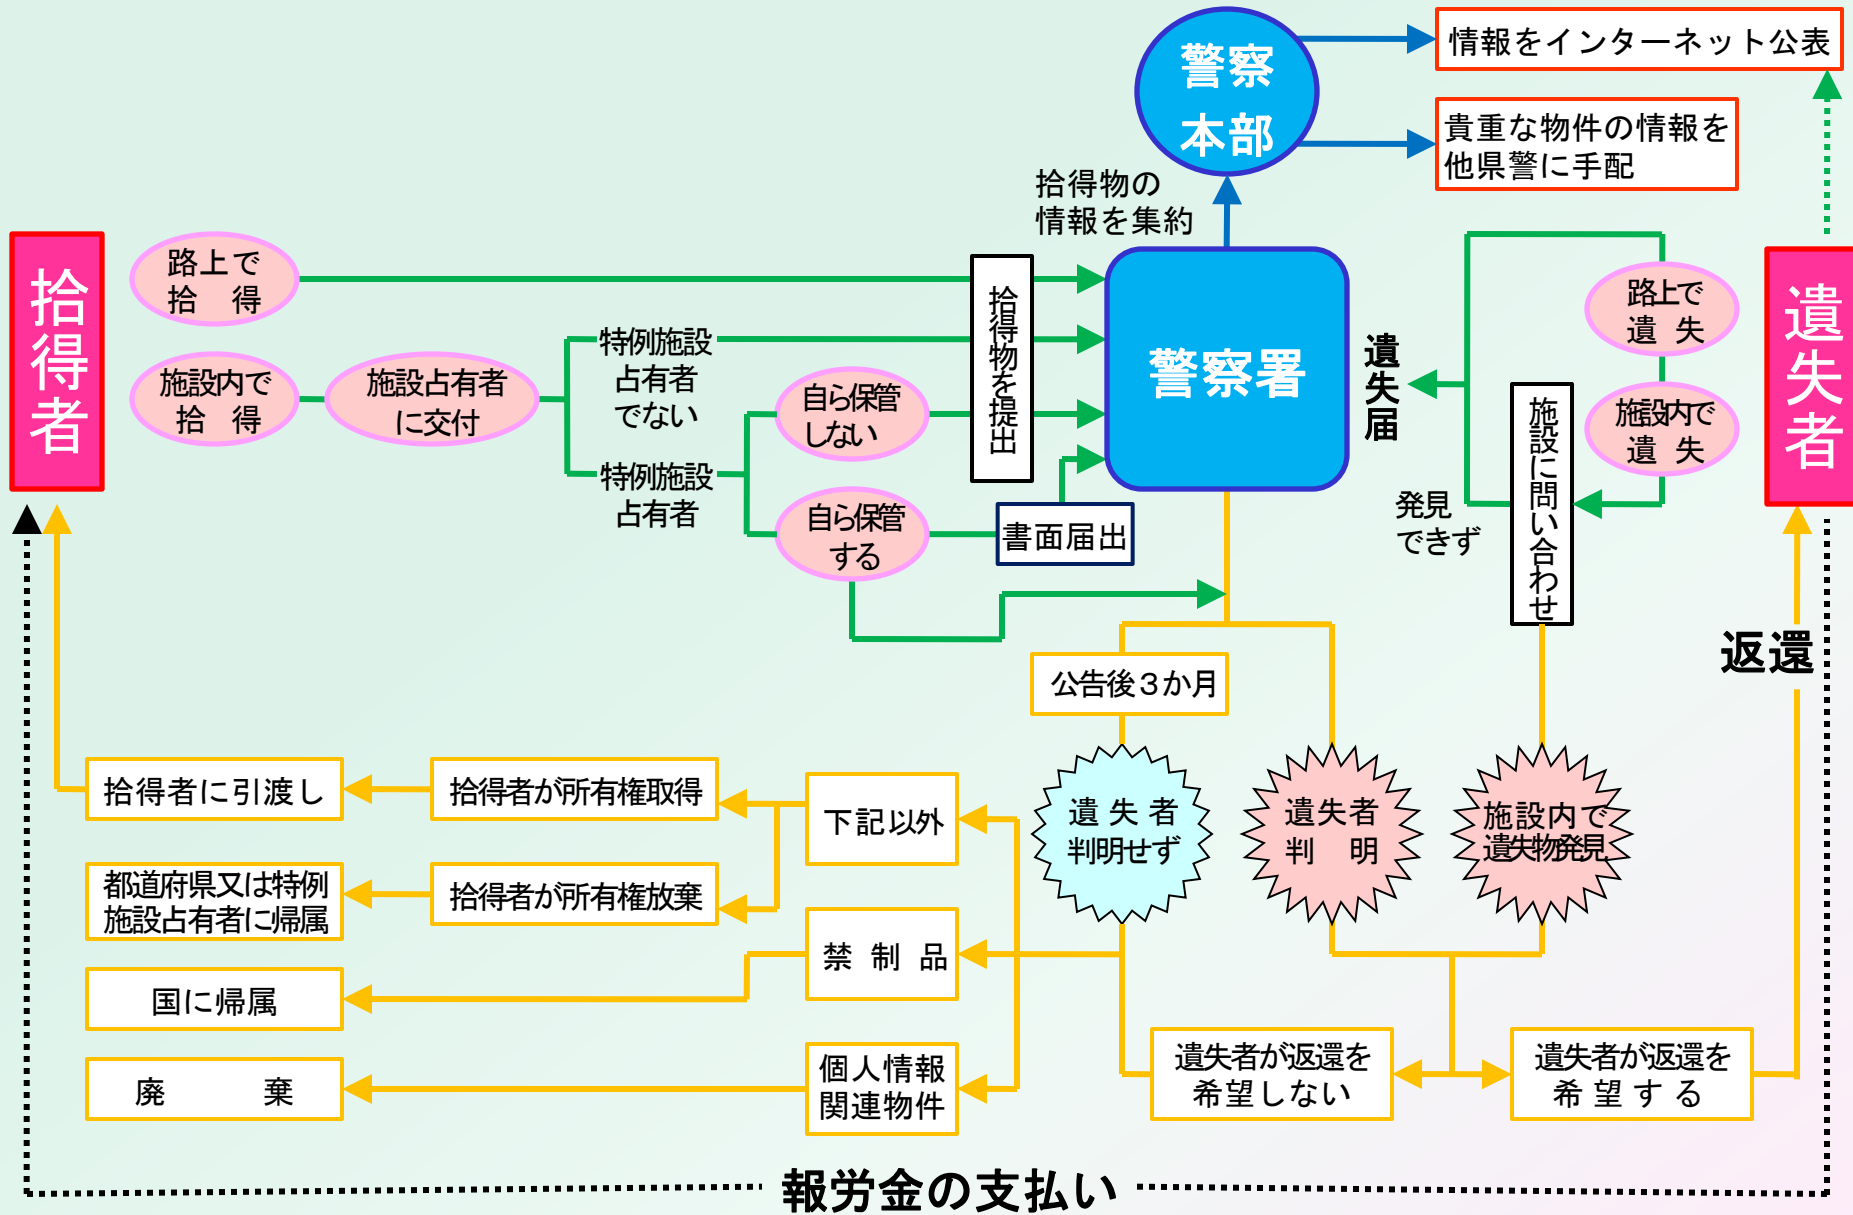 警察
本部
情報をインターネット公表
貴重な物件の情報を
他県警に手配
拾得物の
情報を集約
拾得者
路上で
拾 得
施設内で
拾 得
施設占有者
に交付
特例施設
占有者
でない
特例施設
占有者
自ら保管
しない
自ら保管
する
拾得物を提出
書面届出
警察署
遺失届
路上で
遺 失
施設内で
遺 失
遺失者
施設に問い合わせ
発見
できず
返還
公告後3か月
遺 失 者
判明せず
遺失者
判 明
施設内で
遺失物発見
拾得者に引渡し
拾得者が所有権取得
下記以外
都道府県又は特例
施設占有者に帰属
拾得者が所有権放棄
禁 制 品
国に帰属
廃 棄
個人情報
関連物件
遺失者が返還を
希望しない
遺失者が返還を
希 望 す る
報労金の支払い